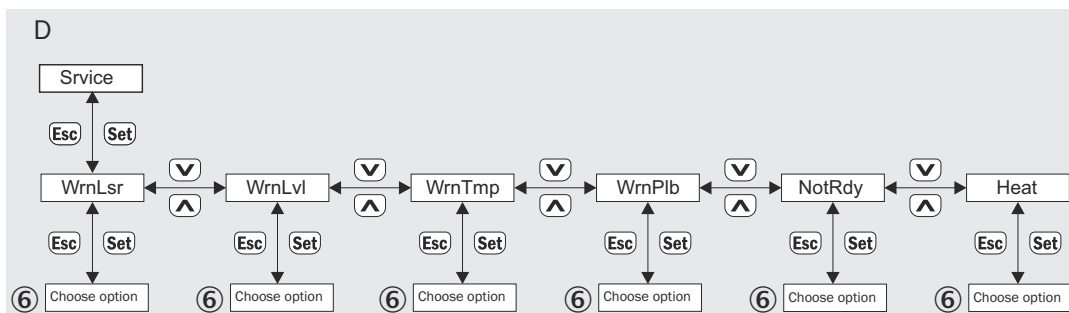 D
Srvice
Esc Set
WrnLsr WrnLvl WrnTmp WrnPlb NotRdy Heat
Esc Set Esc Set Esc Set Esc Set Esc Set Esc Set
⑥ Choose option ⑥ Choose option ⑥ Choose option ⑥ Choose option ⑥ Choose option ⑥ Choose option